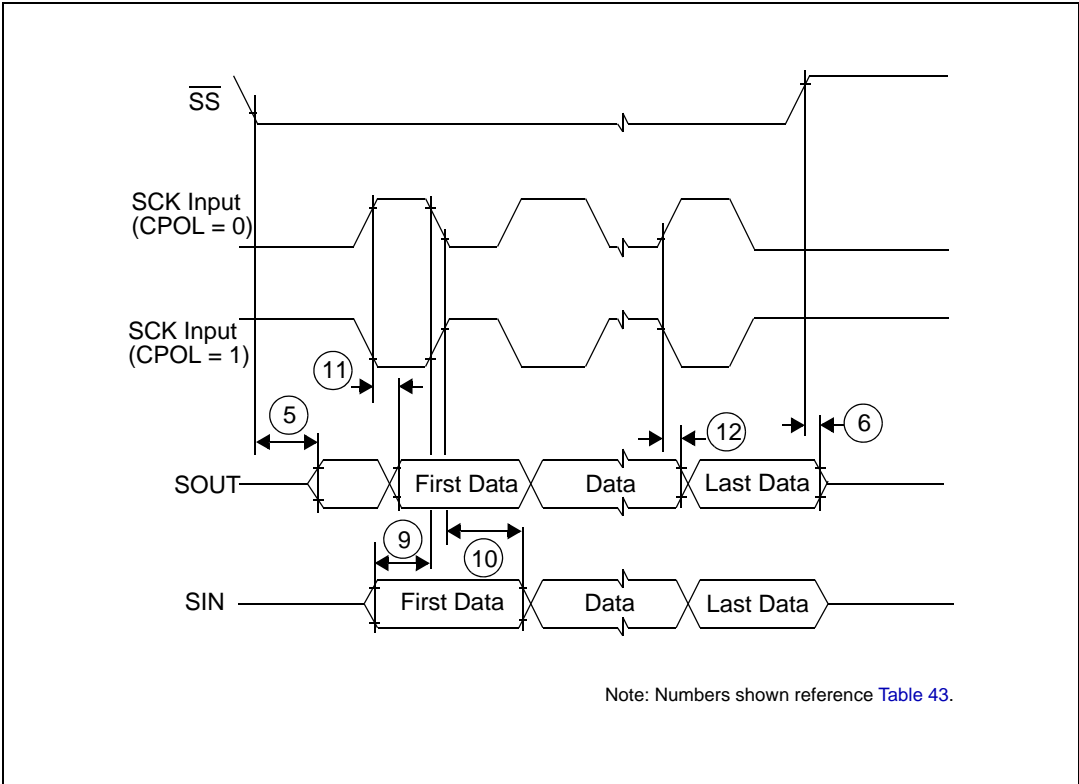 SS
SCK Input
(CPOL = 0)
SCK Input
(CPOL = 1)
11
5
12
6
SOUT
First Data
Data
Last Data
9
10
SIN
First Data
Data
Last Data
Note: Numbers shown reference Table 43.